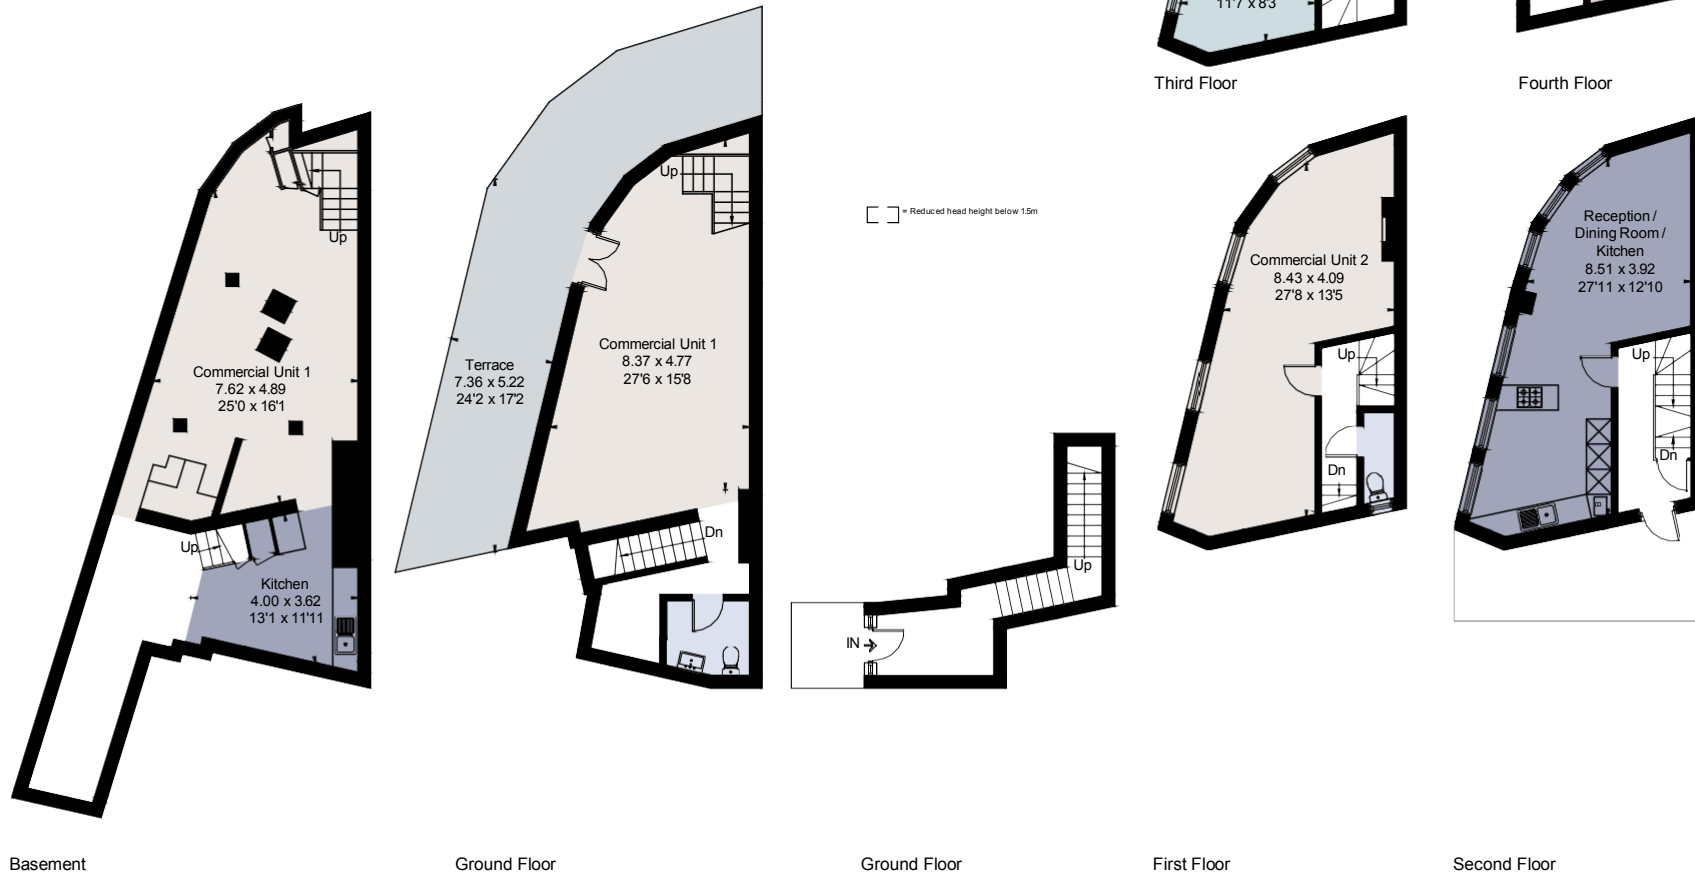 11'7 x 8'3
Third Floor
Fourth Floor
Up
Commercial Unit 1
7.62 x 4.89
25'0 x 16'1
Up
Kitchen
4.00 x 3.62
13'1 x 11'11
Basement
Terrace
7.36 x 5.22
24'2 x 17'2
Up
Commercial Unit 1
8.37 x 4.77
27'6 x 15'8
Dn
Ground Floor
= Reduced head height below 1.5m
IN
Up
Ground Floor
Commercial Unit 2
8.43 x 4.09
27'8 x 13'5
Up
Dn
First Floor
Reception /
Dining Room /
Kitchen
8.51 x 3.92
27'11 x 12'10
Up
Dn
Second Floor